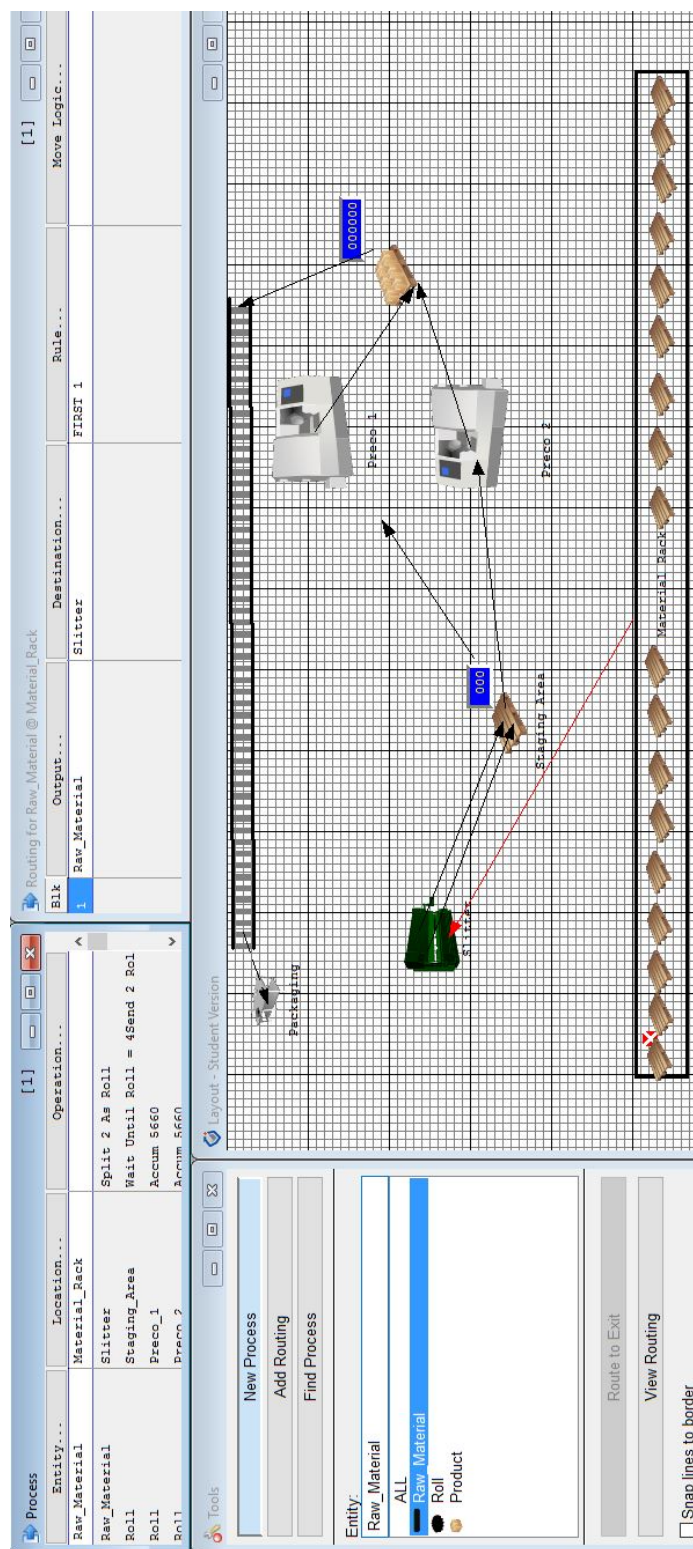 Process
[1]
Entity... Location... Operation...
Raw_Material Material_Rack
Raw_Material Slitter Split 2 As Roll
Roll Staging_Area Wait Until Roll = 4Send 2 Rol
Roll Preco_1 Accum 5660
Roll Preco_2 Accum 5660
Routing for Raw_Material @ Material_Rack
[1]
Blk Output... Destination... Rule... Move Logic...
1 Raw_Material Slitter FIRST 1
Tools
New Process
Add Routing
Find Process
Entity:
Raw_Material
ALL
Raw_Material
Roll
Product
Route to Exit
View Routing
Snap lines to border
Layout - Student Version
Packaging
Slitter
Staging Area
000
Preco 1
Preco 2
000000
Material Rack